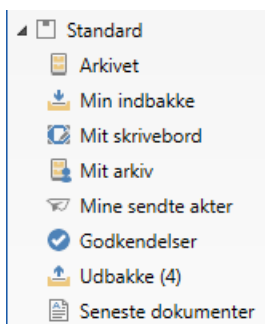 Standard
Arkivet
Min indbakke
Mit skrivebord
Mit arkiv
Mine sendte akter
Godkendelser
Udbakke (4)
Seneste dokumenter